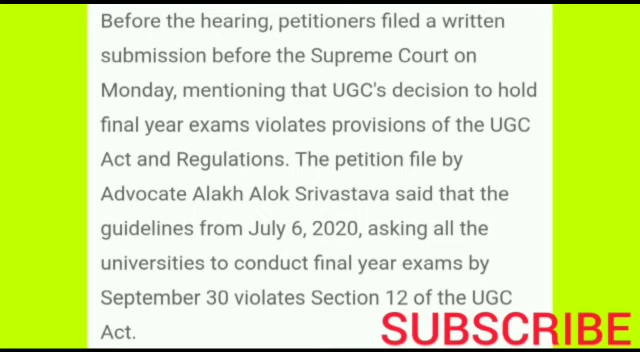 Before the hearing, petitioners filed a written
submission before the Supreme Court on
Monday, mentioning that UGC's decision to hold
final year exams violates provisions of the UGC
Act and Regulations. The petition file by
Advocate Alakh Alok Srivastava said that the
guidelines from July 6, 2020, asking all the
universities to conduct final year exams by
September 30 violates Section 12 of the UGC
Act.
SUBSCRIBE